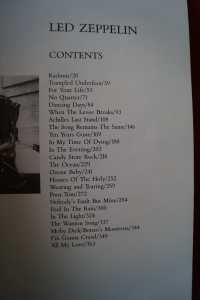 LED ZEPPELIN
CONTENTS
Kashmir/20
Trampled Underfoot/39
For Your Life/53
No Quarter/71
Dancing Days/84
When The Levee Breaks/93
Achilles Last Stand/108
The Song Remains The Same/146
Ten Years Gone/169
In My Time Of Dying/188
In The Evening/203
Candy Store Rock/218
The Ocean/229
Ozone Baby/241
Houses Of The Holy/252
Wearing and Tearing/259
Poor Tom/272
Nobody's Fault But Mine/284
Fool In The Rain/300
In The Light/324
The Wanton Song/337
Moby Dick/Bonzo's Montreux/344
I'm Gonna Crawl/349
All My Love/363